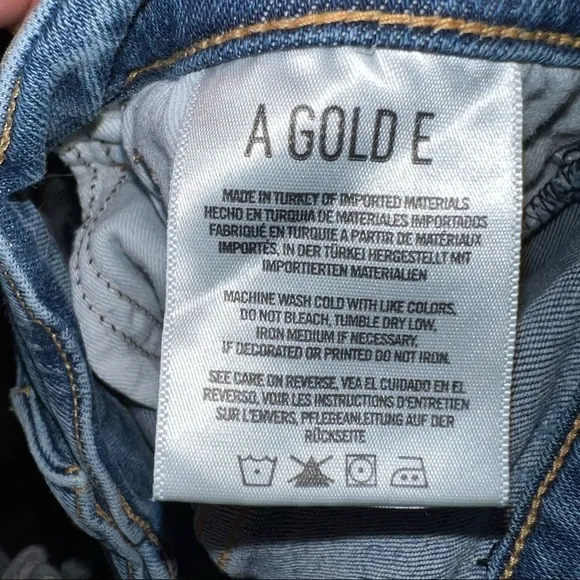 A GOLD E
MADE IN TURKEY OF IMPORTED MATERIALS
HECHO EN TURQUIA DE MATERIALES IMPORTADOS
FABRIQUÉ EN TURQUIE A PARTIR DE MATÉRIAUX
IMPORTÉS. IN DER TÜRKEI HERGESTELLT MIT
IMPORTIERTEN MATERIALIEN
MACHINE WASH COLD WITH LIKE COLORS.
DO NOT BLEACH, TUMBLE DRY LOW,
IRON MEDIUM IF NECESSARY.
IF DECORATED OR PRINTED DO NOT IRON.
SEE CARE ON REVERSE. VEA EL CUIDADO EN EL
REVERSO. VOIR LES INSTRUCTIONS D'ENTRETIEN
SUR L'ENVERS. PFLEGEANLEITUNG AUF DER
RÜCKSEITE